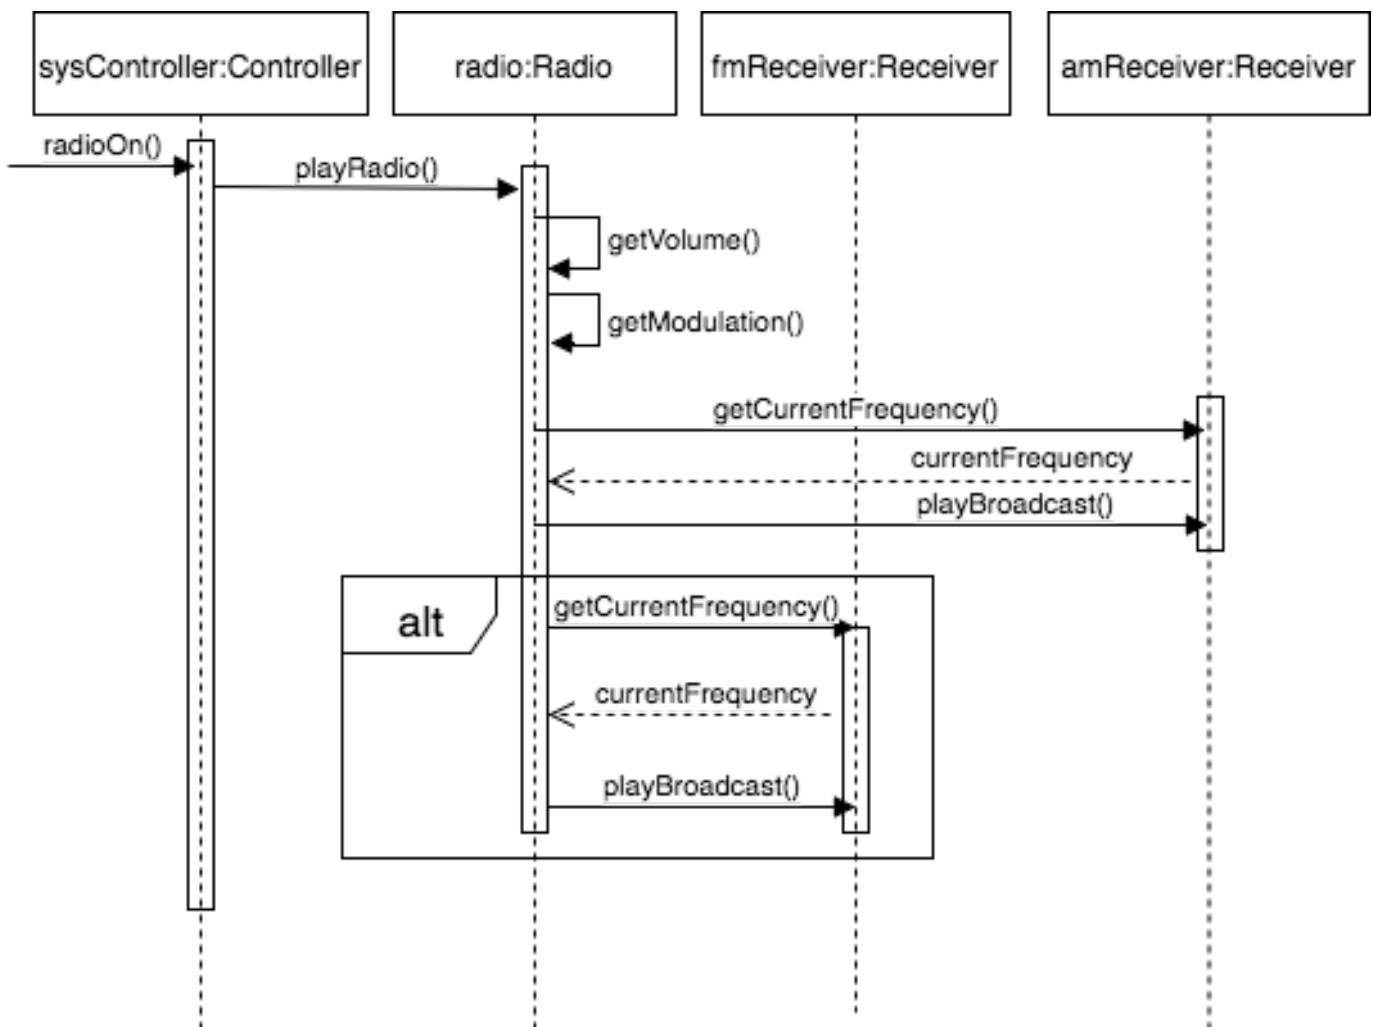 sysController:Controller
radio:Radio
fmReceiver:Receiver
amReceiver:Receiver
radioOn()
playRadio()
getVolume()
getModulation()
getCurrentFrequency()
currentFrequency
playBroadcast()
alt
getCurrentFrequency()
currentFrequency
playBroadcast()